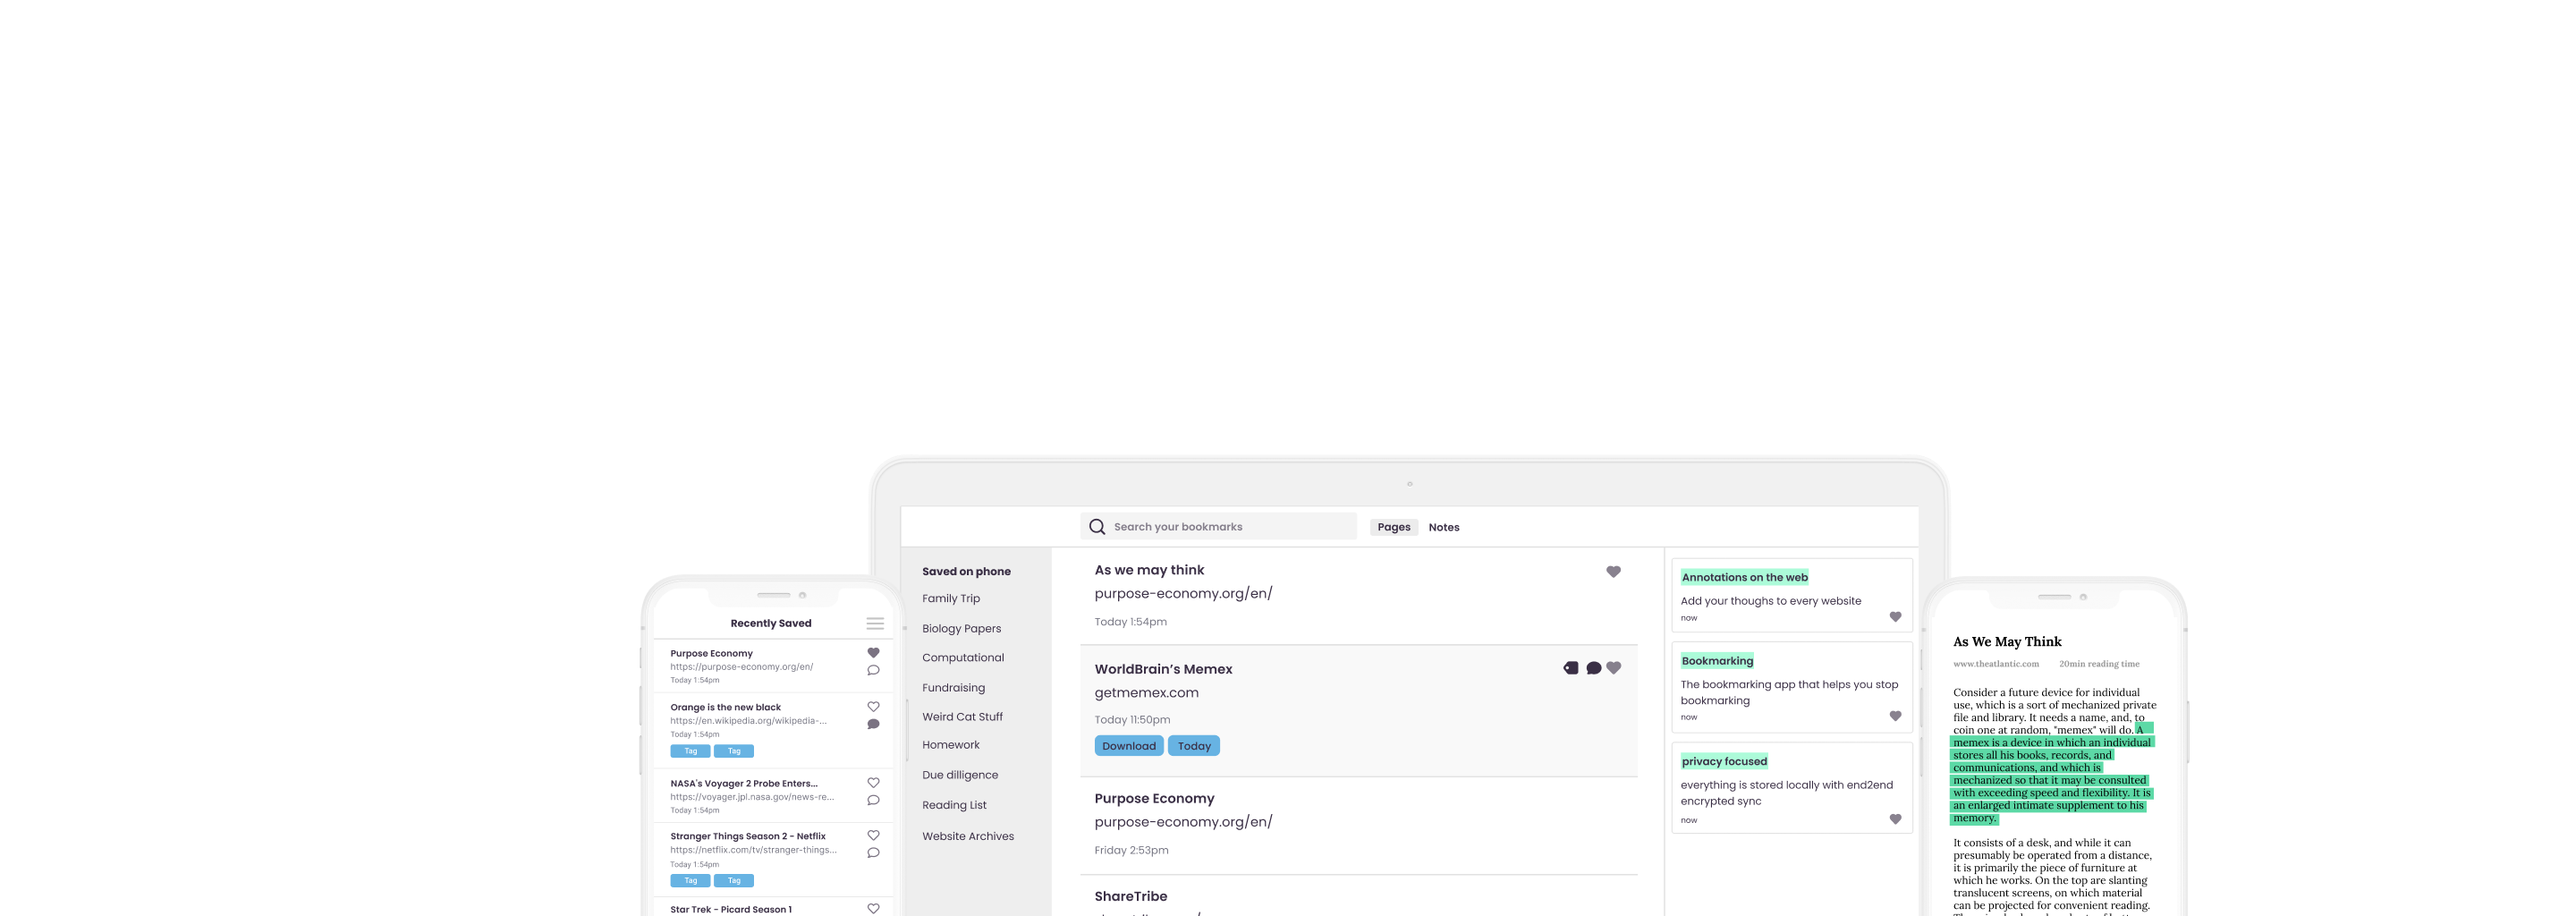 Recently Saved
Purpose Economy
https://purpose-economy.org/en/
Today 1:54pm
Orange is the new black
https://en.wikipedia.org/wikipedia-...
Today 1:54pm
Tag Tag
NASA's Voyager 2 Probe Enters...
https://voyager.jpl.nasa.gov/news-re...
Today 1:54pm
Stranger Things Season 2 - Netflix
https://netflix.com/tv/stranger-things...
Today 1:54pm
Tag Tag
Star Trek - Picard Season 1
Search your bookmarks
Pages Notes
Saved on phone
Family Trip
Biology Papers
Computational
Fundraising
Weird Cat Stuff
Homework
Due dilligence
Reading List
Website Archives
As we may think
purpose-economy.org/en/
Today 1:54pm
WorldBrain's Memex
getmemex.com
Today 11:50pm
Download Today
Purpose Economy
purpose-economy.org/en/
Friday 2:53pm
ShareTribe
Annotations on the web
Add your thoughs to every website
now
Bookmarking
The bookmarking app that helps you stop
bookmarking
now
privacy focused
everything is stored locally with end2end
encrypted sync
now
As We May Think
www.theatlantic.com 20min reading time
Consider a future device for individual
use, which is a sort of mechanized private
file and library. It needs a name, and, to
coin one at random, "memex" will do. A
memex is a device in which an individual
stores all his books, records, and
communications, and which is
mechanized so that it may be consulted
with exceeding speed and flexibility. It is
an enlarged intimate supplement to his
memory.
It consists of a desk, and while it can
presumably be operated from a distance,
it is primarily the piece of furniture at
which he works. On the top are slanting
translucent screens, on which material
can be projected for convenient reading.